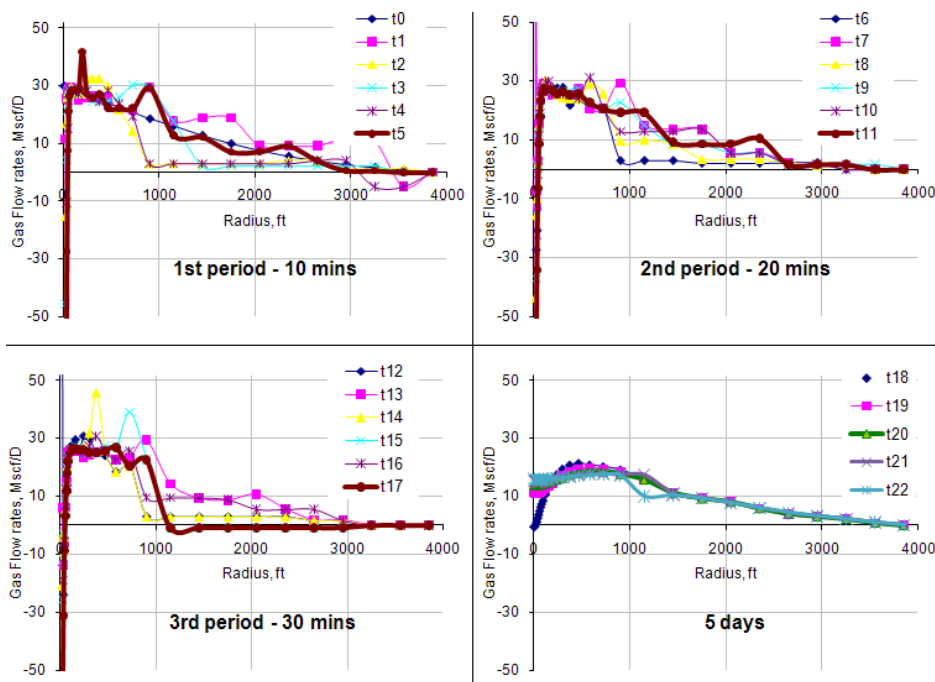 50
30
10
-10
-30
-50
Gas Flow rates, Mscf/D
0
1000
2000
3000
4000
Radius, ft
t0
t1
t2
t3
t4
t5
1st period - 10 mins
50
30
10
-10
-30
-50
Gas Flow rates, Mscf/D
0
1000
2000
3000
4000
Radius, ft
t6
t7
t8
t9
t10
t11
2nd period - 20 mins
50
30
10
-10
-30
-50
Gas Flow rates, Mscf/D
0
1000
2000
3000
4000
Radius, ft
t12
t13
t14
t15
t16
t17
3rd period - 30 mins
50
30
10
-10
-30
-50
Gas Flow rates, Mscf/D
0
1000
2000
3000
4000
Radius, ft
t18
t19
t20
t21
t22
5 days